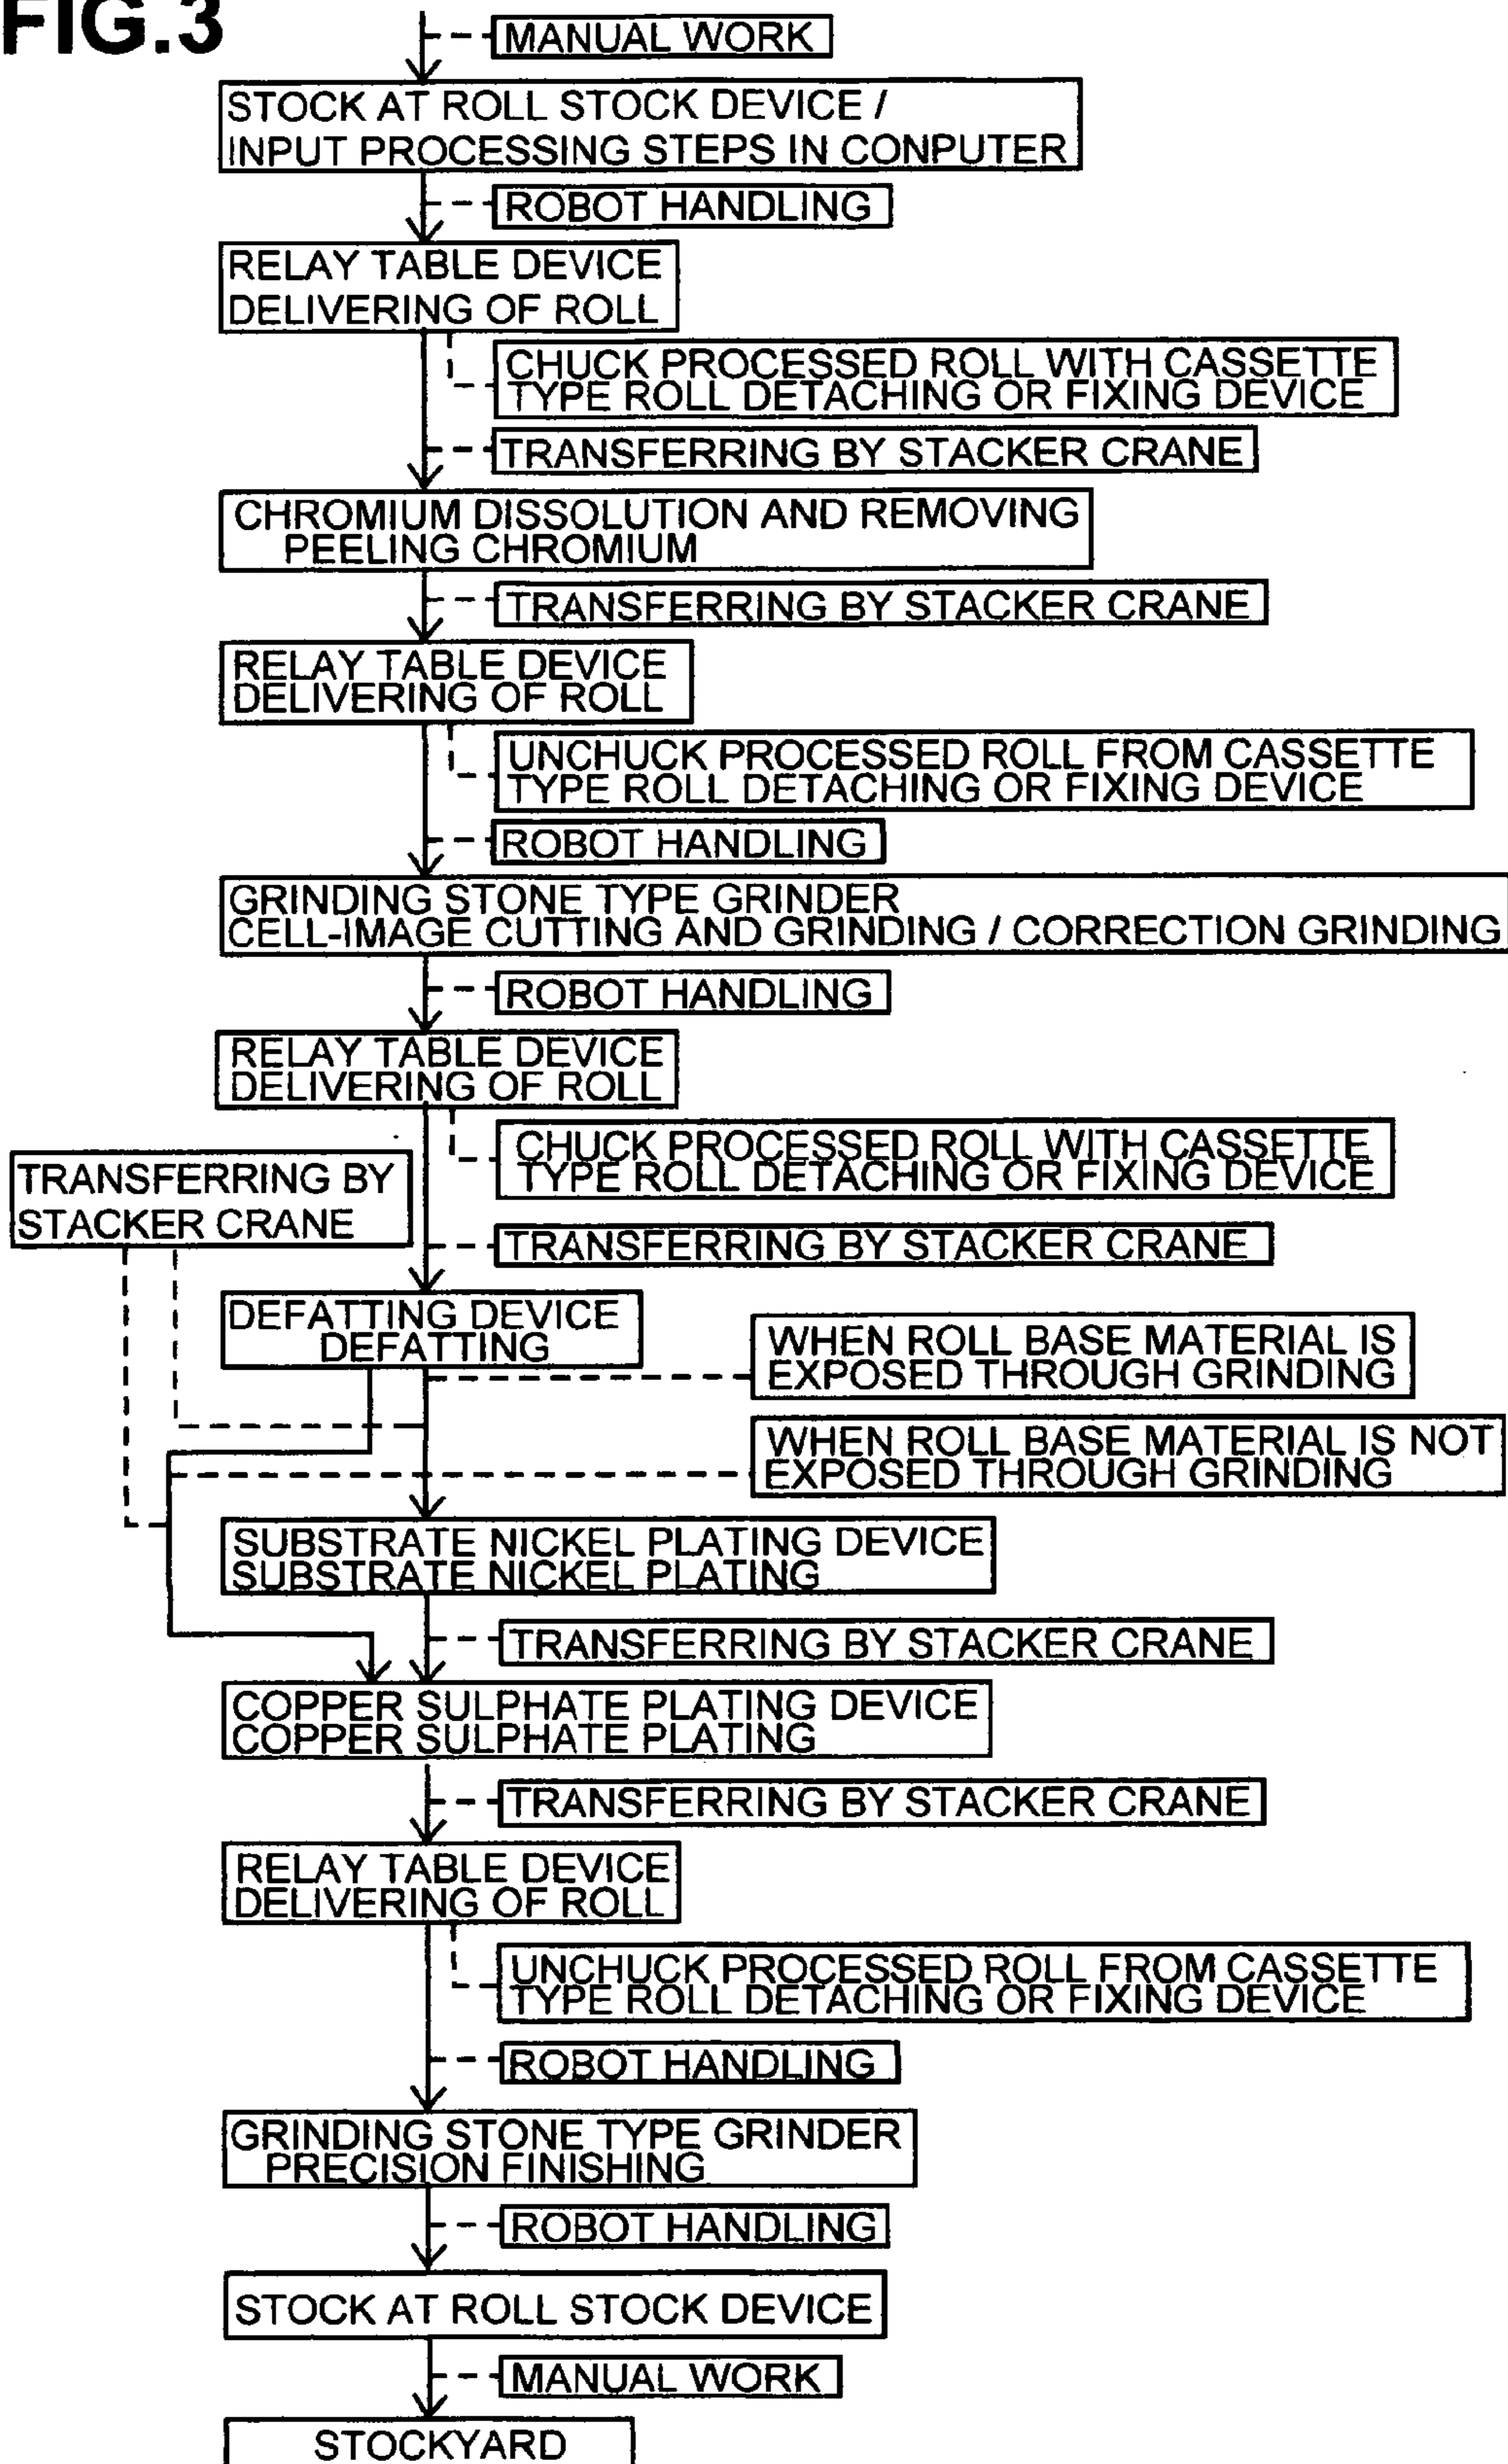 FIG.3
MANUAL WORK
STOCK AT ROLL STOCK DEVICE /
INPUT PROCESSING STEPS IN CONPUTER
ROBOT HANDLING
RELAY TABLE DEVICE
DELIVERING OF ROLL
CHUCK PROCESSED ROLL WITH CASSETTE
TYPE ROLL DETACHING OR FIXING DEVICE
TRANSFERRING BY STACKER CRANE
CHROMIUM DISSOLUTION AND REMOVING
PEELING CHROMIUM
TRANSFERRING BY STACKER CRANE
RELAY TABLE DEVICE
DELIVERING OF ROLL
UNCHUCK PROCESSED ROLL FROM CASSETTE
TYPE ROLL DETACHING OR FIXING DEVICE
ROBOT HANDLING
GRINDING STONE TYPE GRINDER
CELL-IMAGE CUTTING AND GRINDING / CORRECTION GRINDING
ROBOT HANDLING
RELAY TABLE DEVICE
DELIVERING OF ROLL
CHUCK PROCESSED ROLL WITH CASSETTE
TYPE ROLL DETACHING OR FIXING DEVICE
TRANSFERRING BY
STACKER CRANE
TRANSFERRING BY STACKER CRANE
DEFATTING DEVICE
DEFATTING
WHEN ROLL BASE MATERIAL IS
EXPOSED THROUGH GRINDING
WHEN ROLL BASE MATERIAL IS NOT
EXPOSED THROUGH GRINDING
SUBSTRATE NICKEL PLATING DEVICE
SUBSTRATE NICKEL PLATING
TRANSFERRING BY STACKER CRANE
COPPER SULPHATE PLATING DEVICE
COPPER SULPHATE PLATING
TRANSFERRING BY STACKER CRANE
RELAY TABLE DEVICE
DELIVERING OF ROLL
UNCHUCK PROCESSED ROLL FROM CASSETTE
TYPE ROLL DETACHING OR FIXING DEVICE
ROBOT HANDLING
GRINDING STONE TYPE GRINDER
PRECISION FINISHING
ROBOT HANDLING
STOCK AT ROLL STOCK DEVICE
MANUAL WORK
STOCKYARD